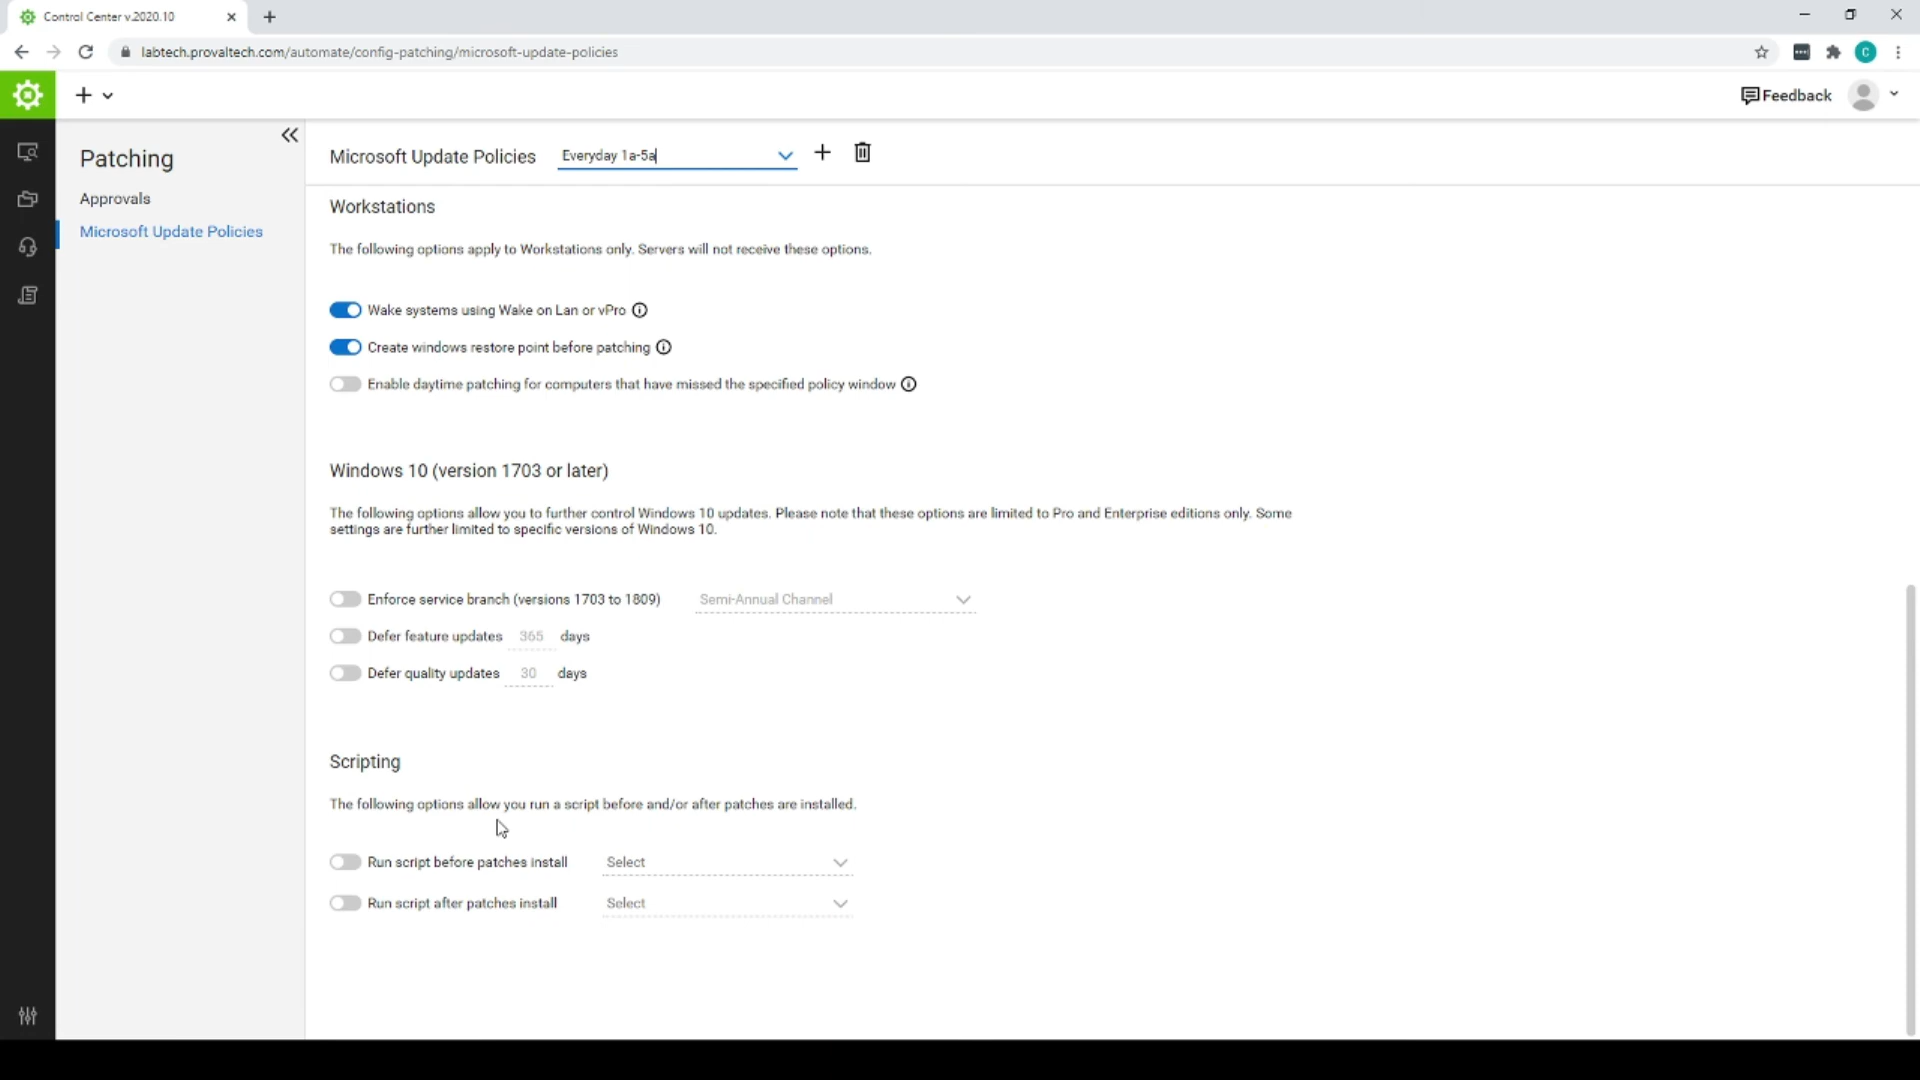 Control Center v.2020.10
labtech.provaltech.com/automate/config-patching/microsoft-update-policies
C
Feedback
Patching
Approvals
Microsoft Update Policies
Microsoft Update Policies
Everyday 1a-5a
Workstations
The following options apply to Workstations only. Servers will not receive these options.
Wake systems using Wake on Lan or vPro
Create windows restore point before patching
Enable daytime patching for computers that have missed the specified policy window
Windows 10 (version 1703 or later)
The following options allow you to further control Windows 10 updates. Please note that these options are limited to Pro and Enterprise editions only. Some
settings are further limited to specific versions of Windows 10.
Enforce service branch (versions 1703 to 1809) Semi-Annual Channel
Defer feature updates 365 days
Defer quality updates 30 days
Scripting
The following options allow you run a script before and/or after patches are installed.
Run script before patches install Select
Run script after patches install Select